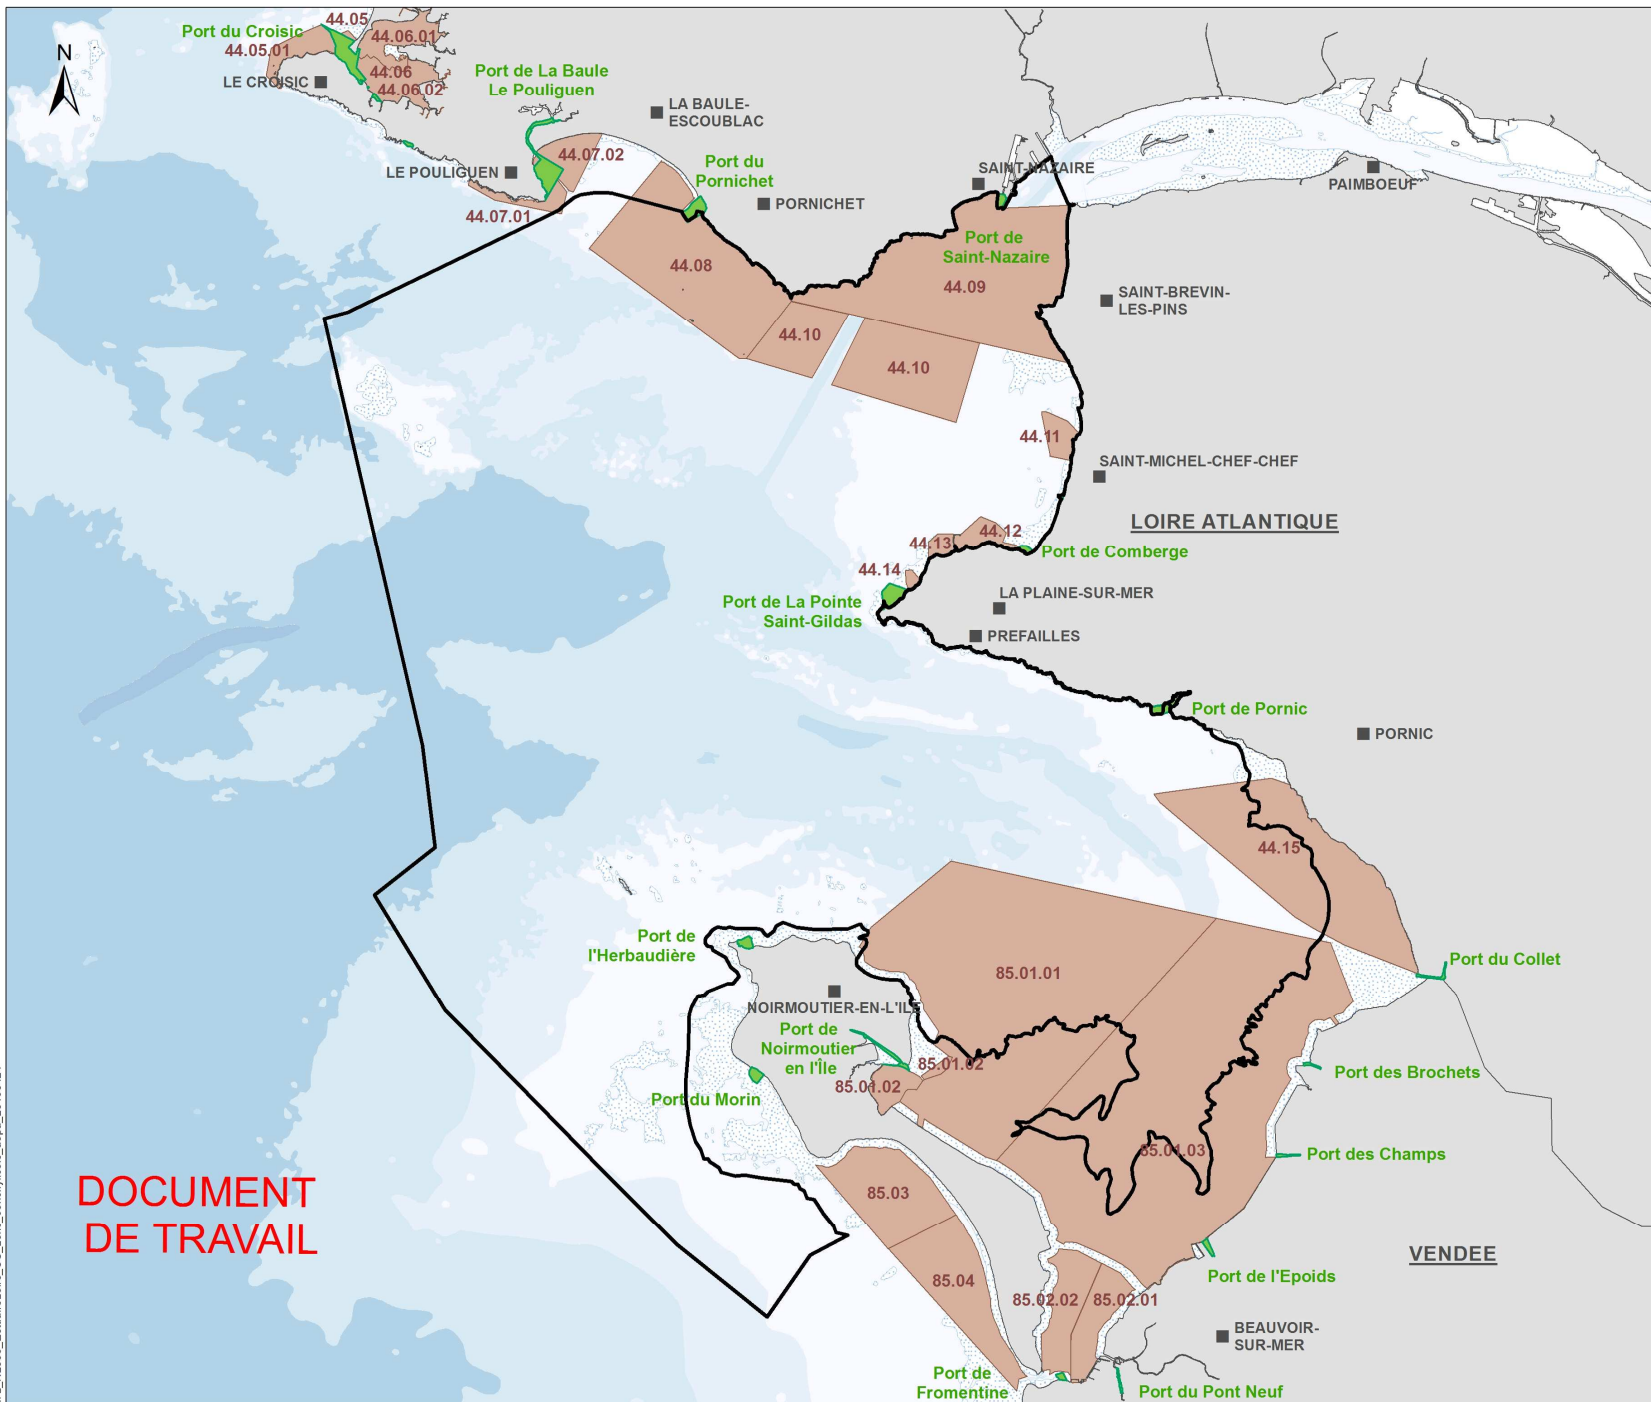 44.05
Port du Croisic
44.05.01
44.06.01
N
44.06
LE CROISIC
44.06.02
Port de La Baule
Le Pouliguen
LA BAULE-
ESCOUBLAC
44.07.02
Port du
Pornichet
LE POULIGUEN
SAINT-NAZAIRE
PAIMBOEUF
44.07.01
PORNICHET
Port de
Saint-Nazaire
44.08
44.09
SAINT-BREVIN-
LES-PINS
44.10
44.10
44.11
SAINT-MICHEL-CHEF-CHEF
LOIRE ATLANTIQUE
44.12
44.13
Port de Comberge
44.14
LA PLAINE-SUR-MER
Port de La Pointe
Saint-Gildas
PREFAILLES
Port de Pornic
PORNIC
44.15
Port de
l'Herbaudière
Port du Collet
85.01.01
NOIRMOUTIER-EN-L'ILE
Port de
Noirmoutier
en l'Île
85.01.02
85.01.02
Port des Brochets
Port du Morin
85.01.03
Port des Champs
DOCUMENT
DE TRAVAIL
85.03
VENDEE
85.04
Port de l'Epoids
85.02.02
85.02.01
BEAUVOIR-
SUR-MER
Port de
Fromentine
Port du Pont Neuf